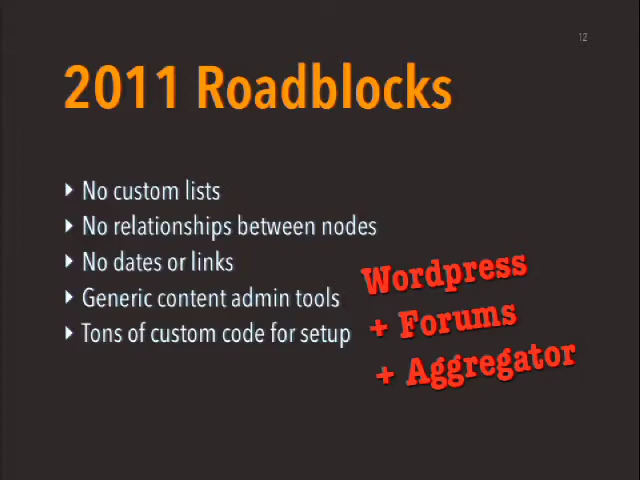 12
2011 Roadblocks
No custom lists
No relationships between nodes
No dates or links
Generic content admin tools
Tons of custom code for setup
Wordpress
+ Forums
+ Aggregator